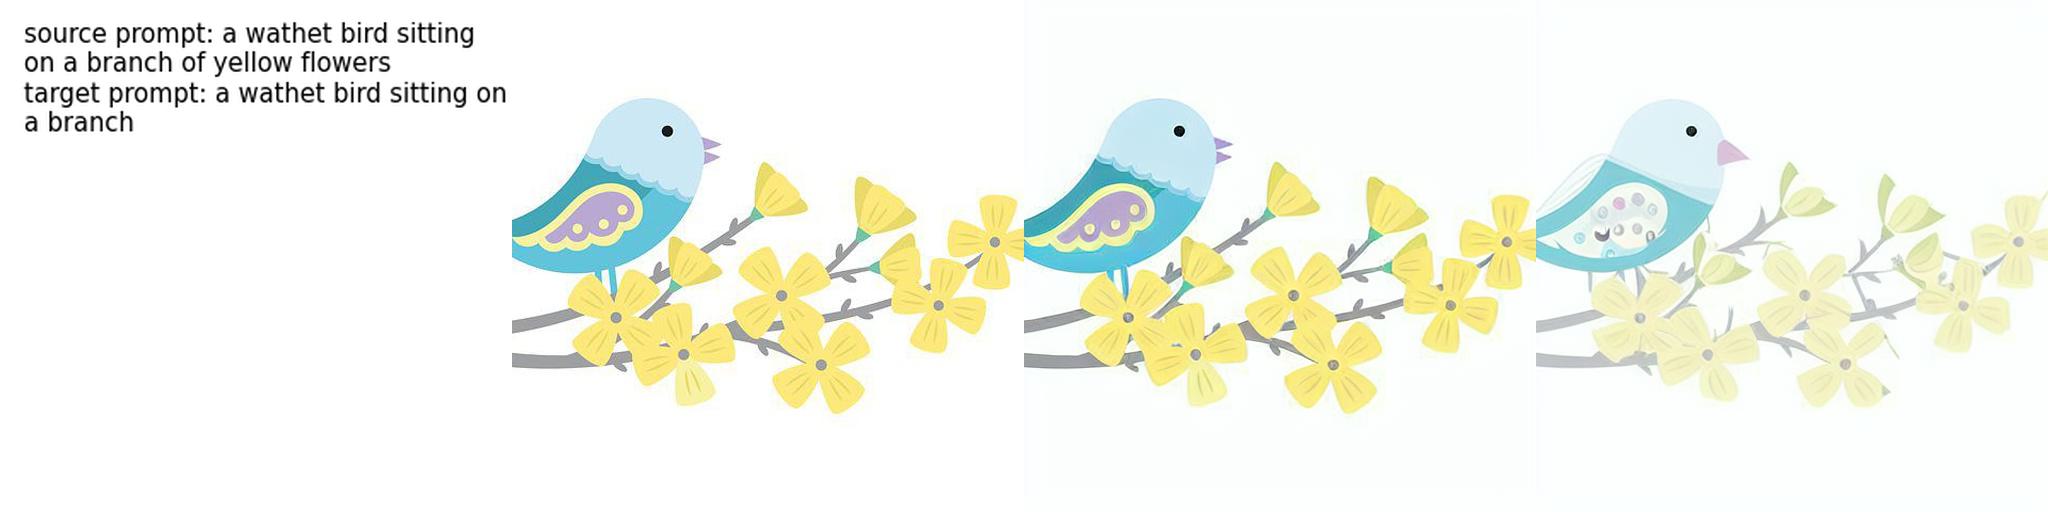 source prompt: a wathet bird sitting
on a branch of yellow flowers
target prompt: a wathet bird sitting on
a branch